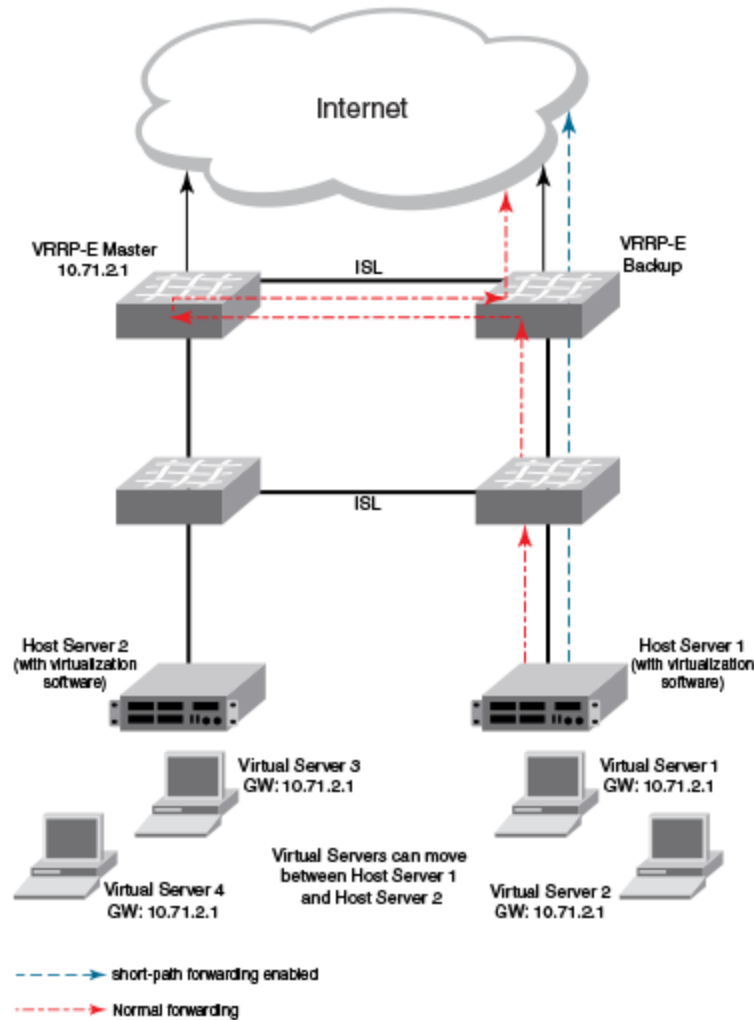 Internet
VRRP-E Master
10.71.2.1
ISL
VRRP-E
Backup
ISL
Host Server 2
(with virtualization
software)
Host Server 1
(with virtualization
software)
Virtual Server 3
GW: 10.71.2.1
Virtual Server 1
GW: 10.71.2.1
Virtual Servers can move
between Host Server 1
and Host Server 2
Virtual Server 4
GW: 10.71.2.1
Virtual Server 2
GW: 10.71.2.1
short-path forwarding enabled
Normal forwarding